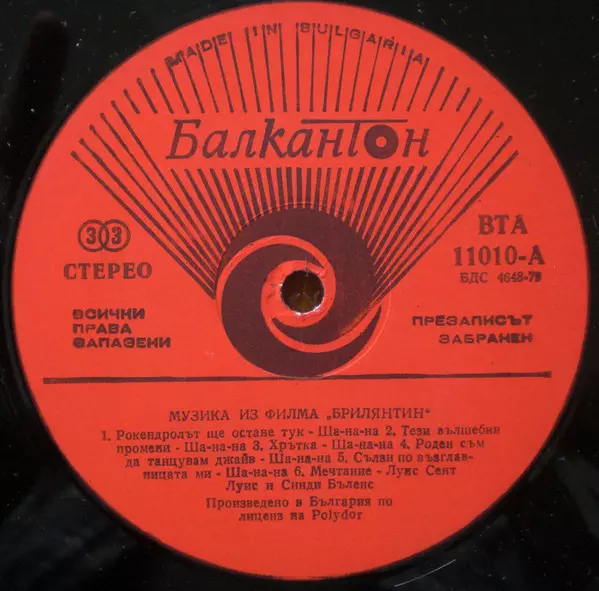 MADE IN BULGARIA
Балкантон
33
СТЕРЕО
ВТА
11010-А
БДС 4648-79
ВСИЧНИ
ПРАВА
ЗАПАЗЕНИ
ПРЕЗАПИСЪТ
ЗАБРАНЕН
МУЗИКА ИЗ ФИЛМА „БРИЛЯНТИН“
1. Рокендролът ще остане тук - Ша-на-на 2. Тези вълшебни
промени - Ша-на-на 3. Хрътка - Ша-на-на 4. Роден съм
да танцувам джайв - Ша-на-на 5. Сълзи по възглав-
ницата ми - Ша-на-на 6. Мечтание - Луис Сент
Луис и Синди Бъленс
Произведено в България по
лиценз на Polydor